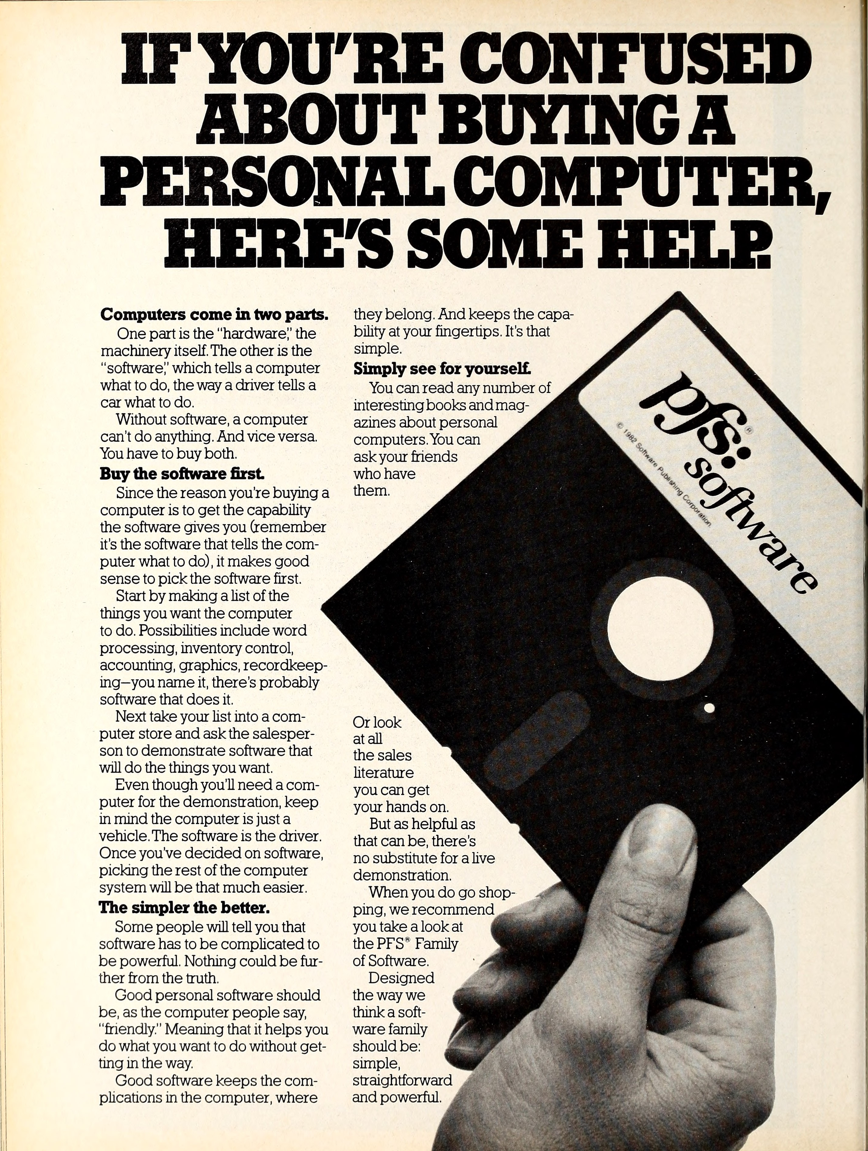 IF YOU'RE CONFUSED
ABOUT BUYING A
PERSONAL COMPUTER,
HERE'S SOME HELP.
Computers come in two parts.
One part is the "hardware," the
machinery itself. The other is the
"software," which tells a computer
what to do, the way a driver tells a
car what to do.
Without software, a computer
can't do anything. And vice versa.
You have to buy both.
Buy the software first.
Since the reason you're buying a
computer is to get the capability
the software gives you (remember
it's the software that tells the com-
puter what to do), it makes good
sense to pick the software first.
Start by making a list of the
things you want the computer
to do. Possibilities include word
processing, inventory control,
accounting, graphics, recordkeep-
ing—you name it, there's probably
software that does it.
Next take your list into a com-
puter store and ask the salesper-
son to demonstrate software that
will do the things you want.
Even though you'll need a com-
puter for the demonstration, keep
in mind the computer is just a
vehicle. The software is the driver.
Once you've decided on software,
picking the rest of the computer
system will be that much easier.
The simpler the better.
Some people will tell you that
software has to be complicated to
be powerful. Nothing could be fur-
ther from the truth.
Good personal software should
be, as the computer people say,
"friendly." Meaning that it helps you
do what you want to do without get-
ting in the way.
Good software keeps the com-
plications in the computer, where
they belong. And keeps the capa-
bility at your fingertips. It's that
simple.
Simply see for yourself.
You can read any number of
interesting books and mag-
azines about personal
computers. You can
ask your friends
who have
them.
Or look
at all
the sales
literature
you can get
your hands on.
But as helpful as
that can be, there's
no substitute for a live
demonstration.
When you do go shop-
ping, we recommend
you take a look at
the PFS® Family
of Software.
Designed
the way we
think a soft-
ware family
should be:
simple,
straightforward
and powerful.
pfs:®
software
© 1982 Software Publishing Corporation